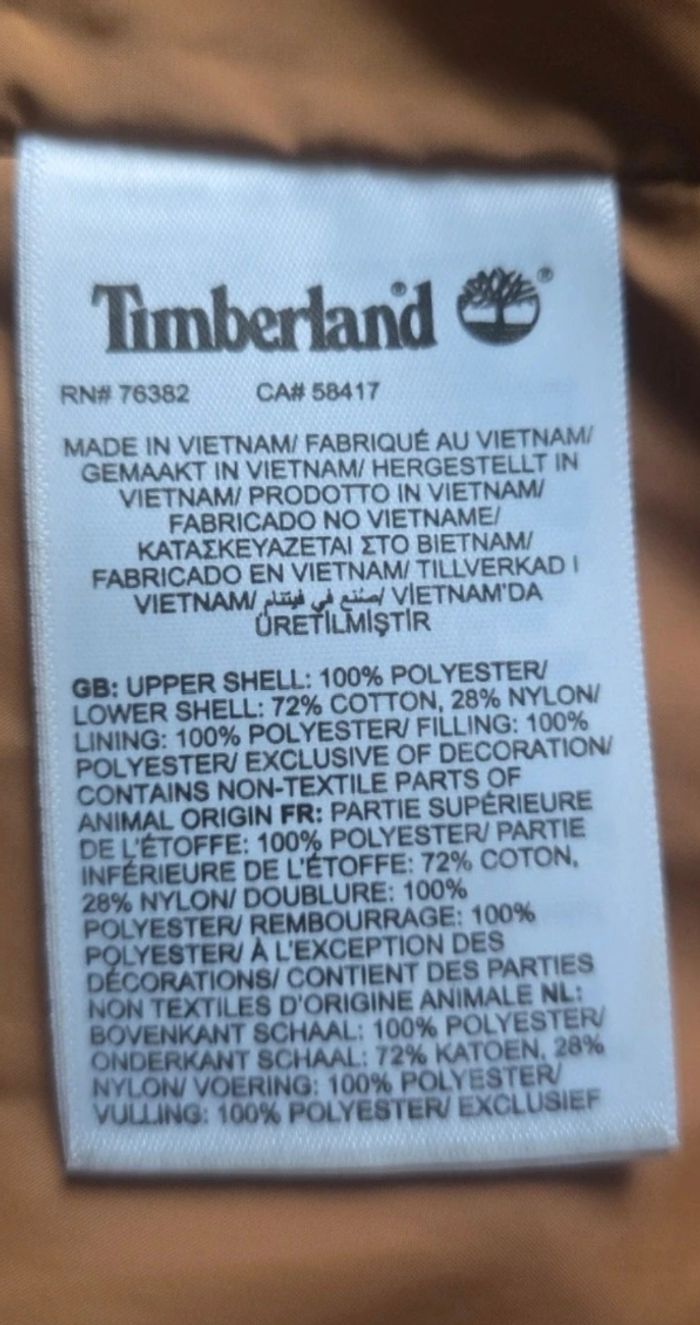 Timberland®
RN# 76382 CA# 58417
MADE IN VIETNAM/ FABRIQUÉ AU VIETNAM/
GEMAAKT IN VIETNAM/ HERGESTELLT IN
VIETNAM/ PRODOTTO IN VIETNAM/
FABRICADO NO VIETNAME/
ΚΑΤΑΣΚΕΥΑΖΕΤΑΙ ΣΤΟ ΒΙΕΤΝΑΜ/
FABRICADO EN VIETNAM/ TILLVERKAD I
VIETNAM/ صنع في فيتنام/ VİETNAM'DA
ÜRETİLMİŞTİR
GB: UPPER SHELL: 100% POLYESTER/
LOWER SHELL: 72% COTTON, 28% NYLON/
LINING: 100% POLYESTER/ FILLING: 100%
POLYESTER/ EXCLUSIVE OF DECORATION/
CONTAINS NON-TEXTILE PARTS OF
ANIMAL ORIGIN FR: PARTIE SUPÉRIEURE
DE L'ÉTOFFE: 100% POLYESTER/ PARTIE
INFÉRIEURE DE L'ÉTOFFE: 72% COTON,
28% NYLON/ DOUBLURE: 100%
POLYESTER/ REMBOURRAGE: 100%
POLYESTER/ À L'EXCEPTION DES
DÉCORATIONS/ CONTIENT DES PARTIES
NON TEXTILES D'ORIGINE ANIMALE NL:
BOVENKANT SCHAAL: 100% POLYESTER/
ONDERKANT SCHAAL: 72% KATOEN, 28%
NYLON/ VOERING: 100% POLYESTER/
VULLING: 100% POLYESTER/ EXCLUSIEF